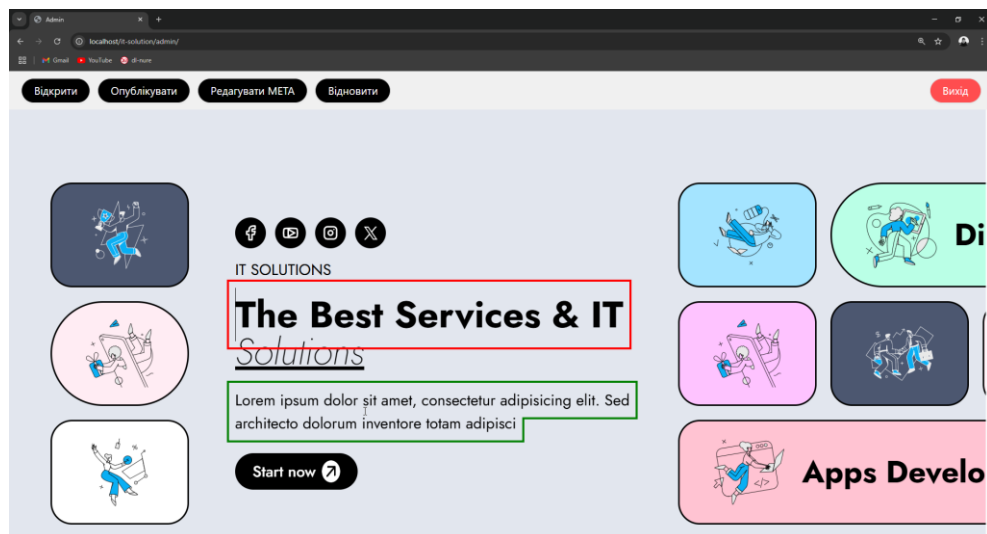 Admin
localhost/it-solution/admin/
Gmail YouTube dl-nure
Відкрити Опублікувати Редагувати META Відновити Вихід
IT SOLUTIONS
The Best Services & IT
Solutions
Lorem ipsum dolor sit amet, consectetur adipisicing elit. Sed
architecto dolorum inventore totam adipisci
Start now
Di
Apps Develo